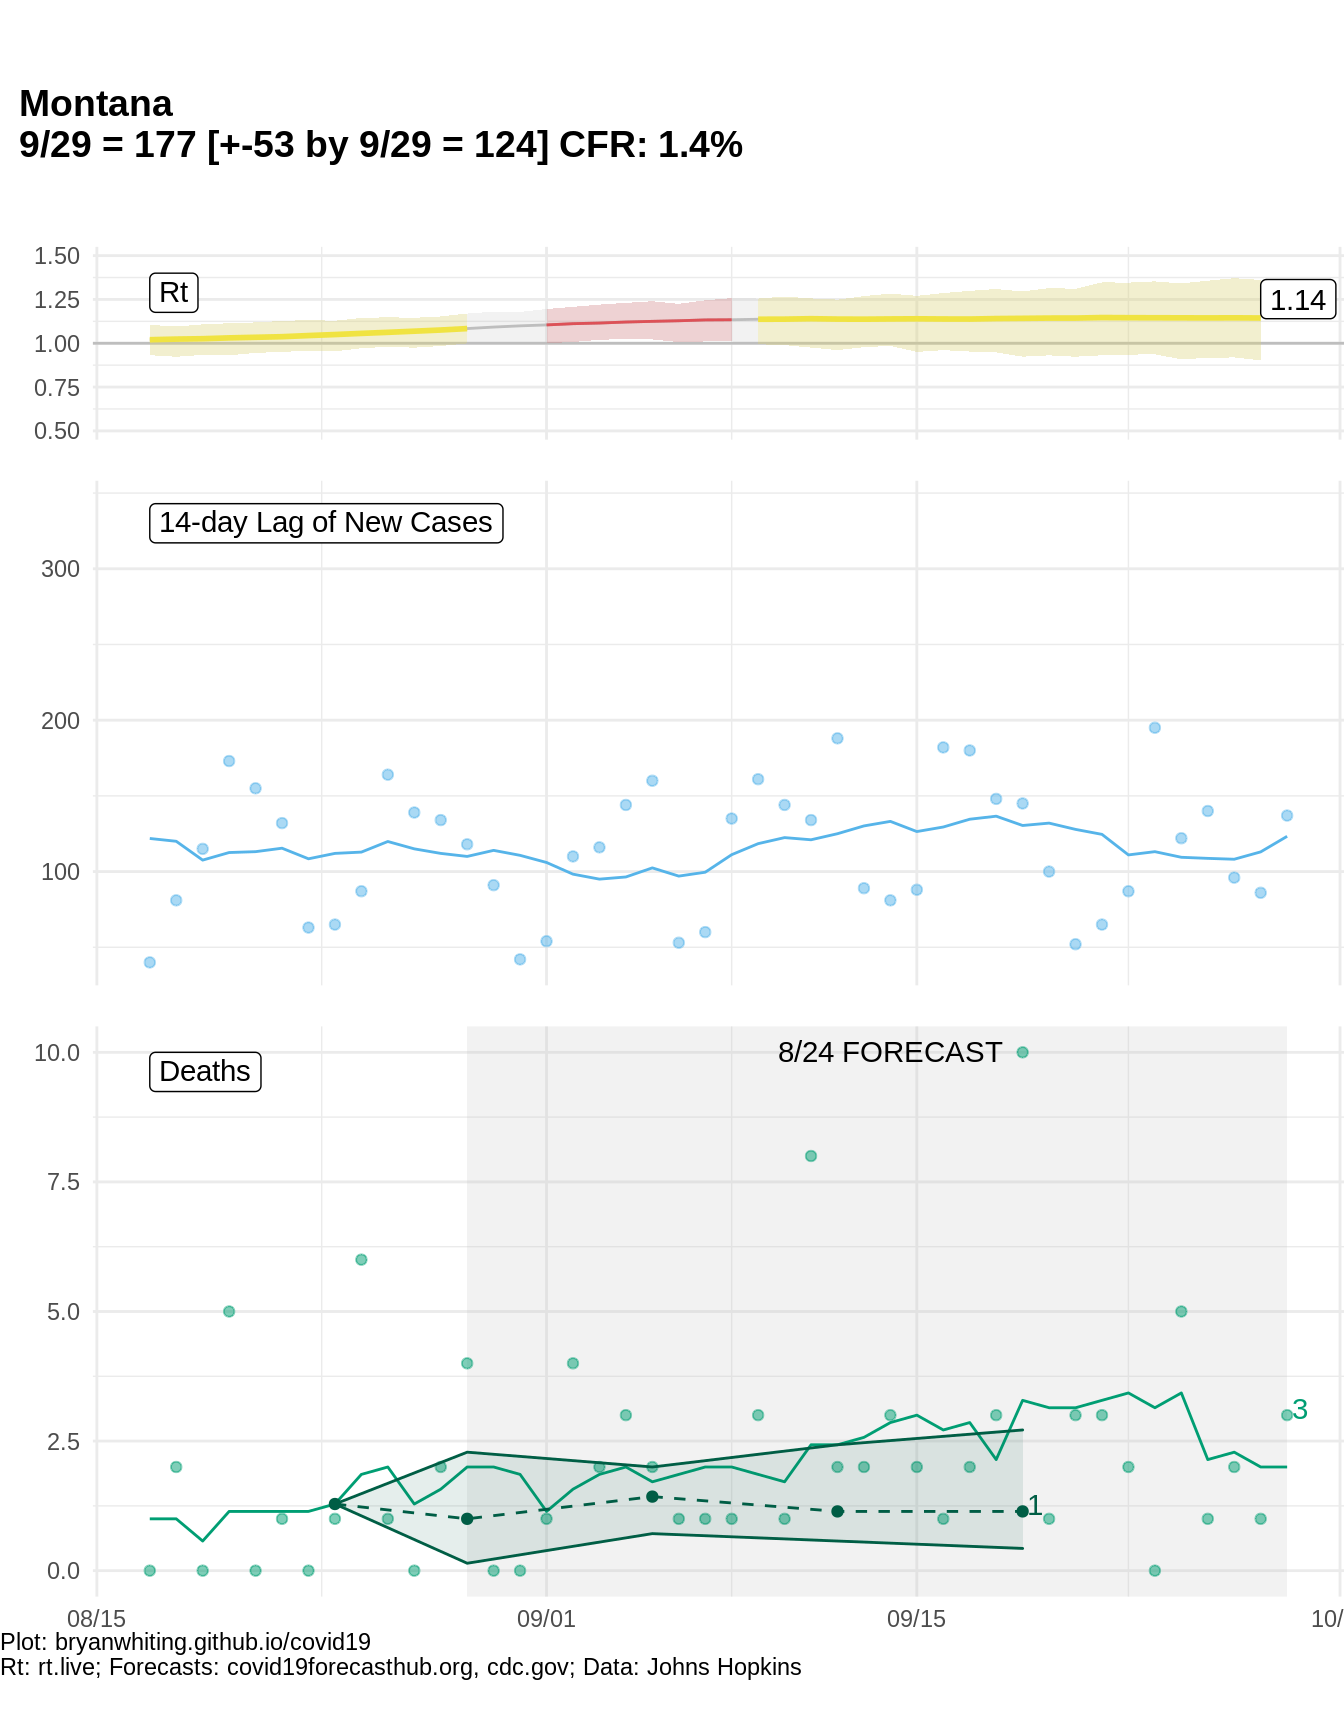 Montana
9/29 = 177 [+-53 by 9/29 = 124] CFR: 1.4%
1.50
1.25
1.00
0.75
0.50
Rt
1.14
14-day Lag of New Cases
300
200
100
10.0
7.5
5.0
2.5
0.0
Deaths
8/24 FORECAST
3
1
08/15
09/01
09/15
10/
Plot: bryanwhiting.github.io/covid19
Rt: rt.live; Forecasts: covid19forecasthub.org, cdc.gov; Data: Johns Hopkins